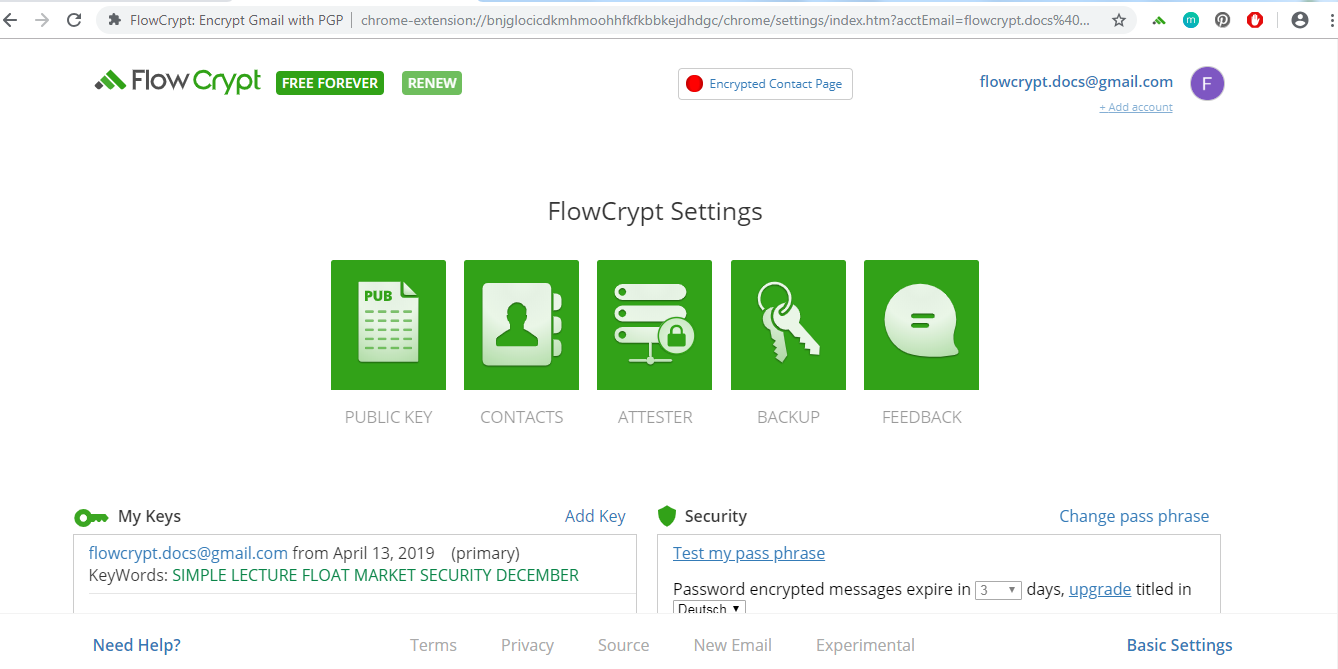 FlowCrypt: Encrypt Gmail with PGP | chrome-extension://bnjglocicdkmhmoohhfkfkbbkejdhdgc/chrome/settings/index.htm?acctEmail=flowcrypt.docs%40...
m
FlowCrypt FREE FOREVER RENEW
Encrypted Contact Page
flowcrypt.docs@gmail.com
F
+ Add account
FlowCrypt Settings
PUB
PUBLIC KEY CONTACTS ATTESTER BACKUP FEEDBACK
My Keys Add Key
flowcrypt.docs@gmail.com from April 13, 2019 (primary)
KeyWords: SIMPLE LECTURE FLOAT MARKET SECURITY DECEMBER
Security Change pass phrase
Test my pass phrase
Password encrypted messages expire in 3 days, upgrade titled in
Deutsch
Need Help? Terms Privacy Source New Email Experimental Basic Settings